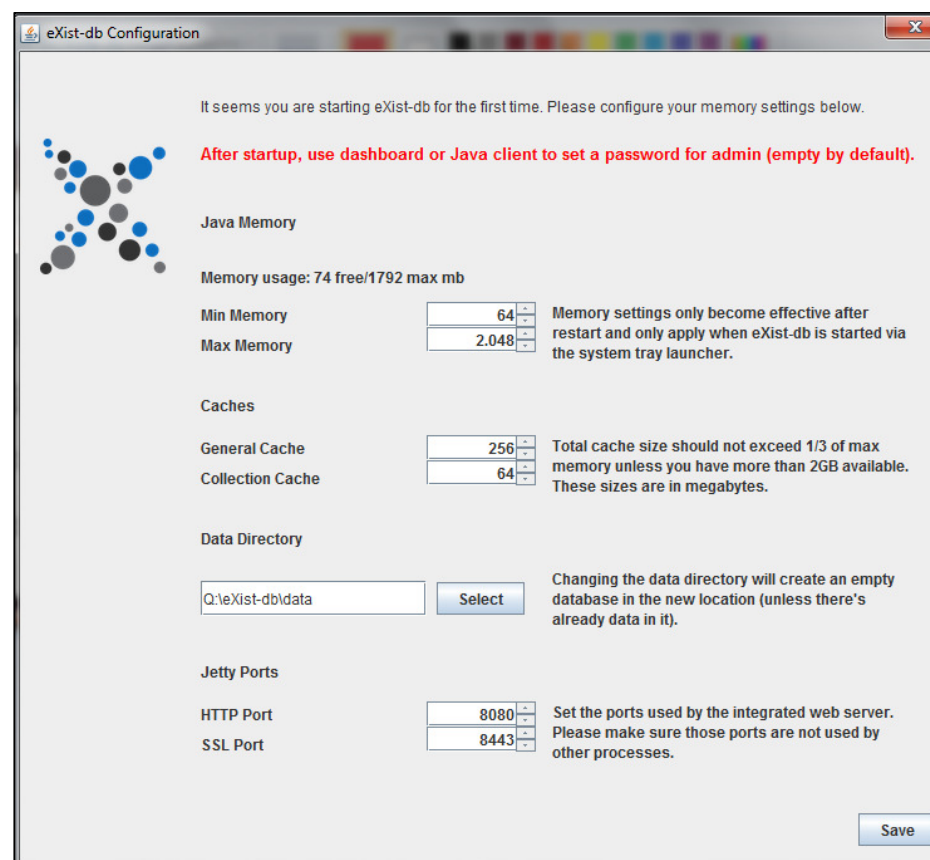 eXist-db Configuration
It seems you are starting eXist-db for the first time. Please configure your memory settings below.
After startup, use dashboard or Java client to set a password for admin (empty by default).
Java Memory
Memory usage: 74 free/1792 max mb
Min Memory 64
Max Memory 2.048
Memory settings only become effective after
restart and only apply when eXist-db is started via
the system tray launcher.
Caches
General Cache 256
Collection Cache 64
Total cache size should not exceed 1/3 of max
memory unless you have more than 2GB available.
These sizes are in megabytes.
Data Directory
Q:\eXist-db\data Select
Changing the data directory will create an empty
database in the new location (unless there's
already data in it).
Jetty Ports
HTTP Port 8080
SSL Port 8443
Set the ports used by the integrated web server.
Please make sure those ports are not used by
other processes.
Save